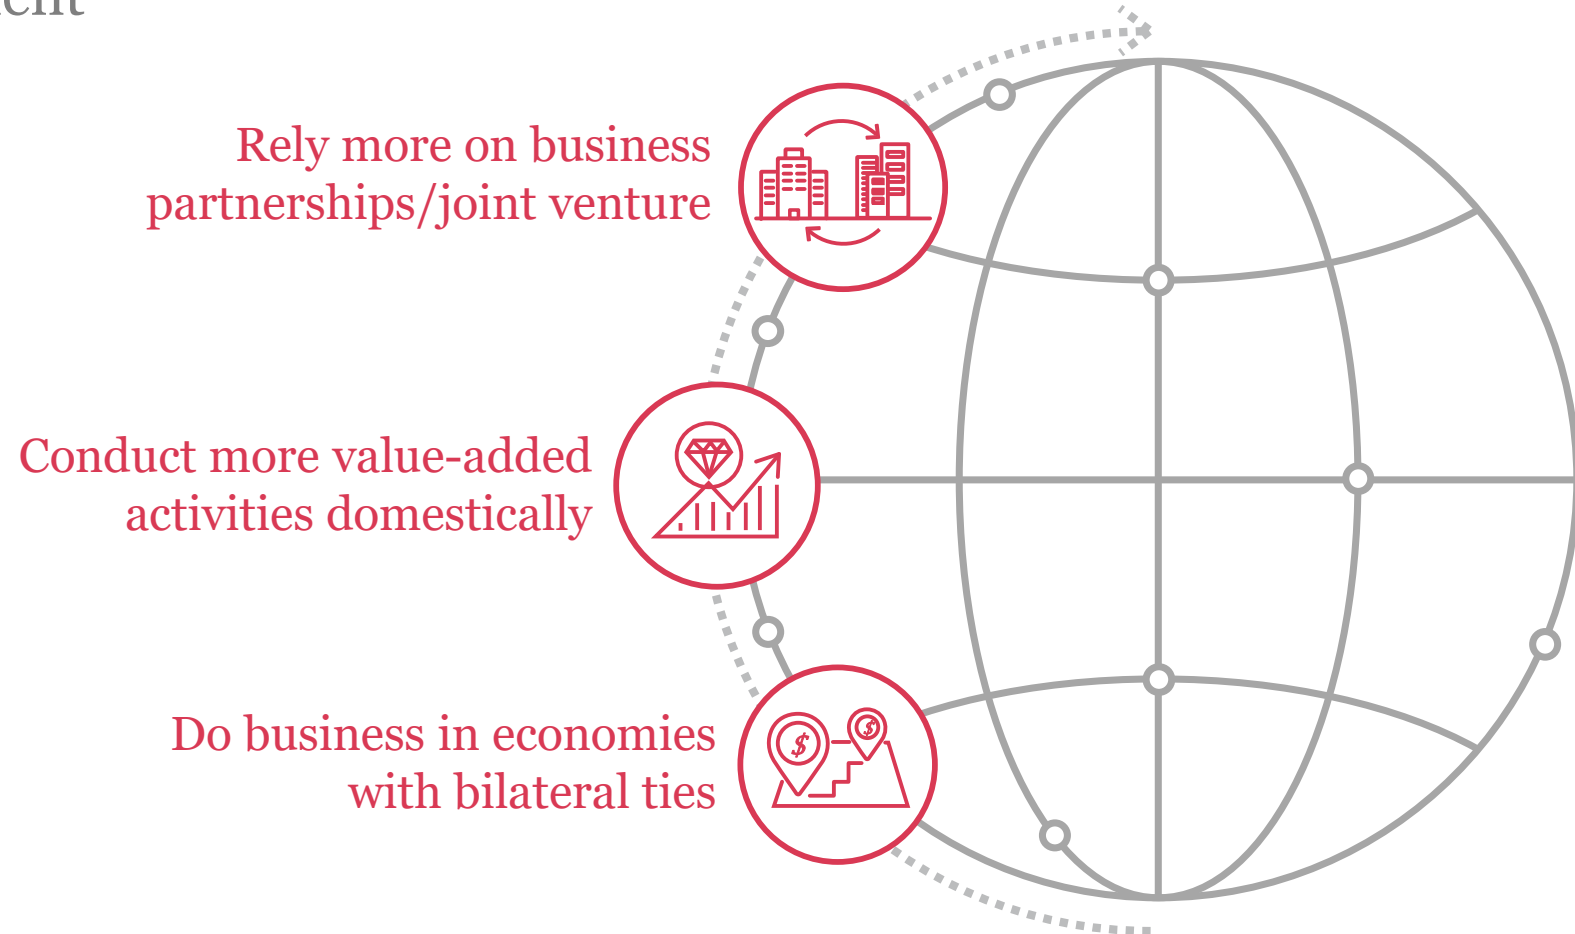 Rely more on business
partnerships/joint venture
Conduct more value-added
activities domestically
Do business in economies
with bilateral ties
$
$